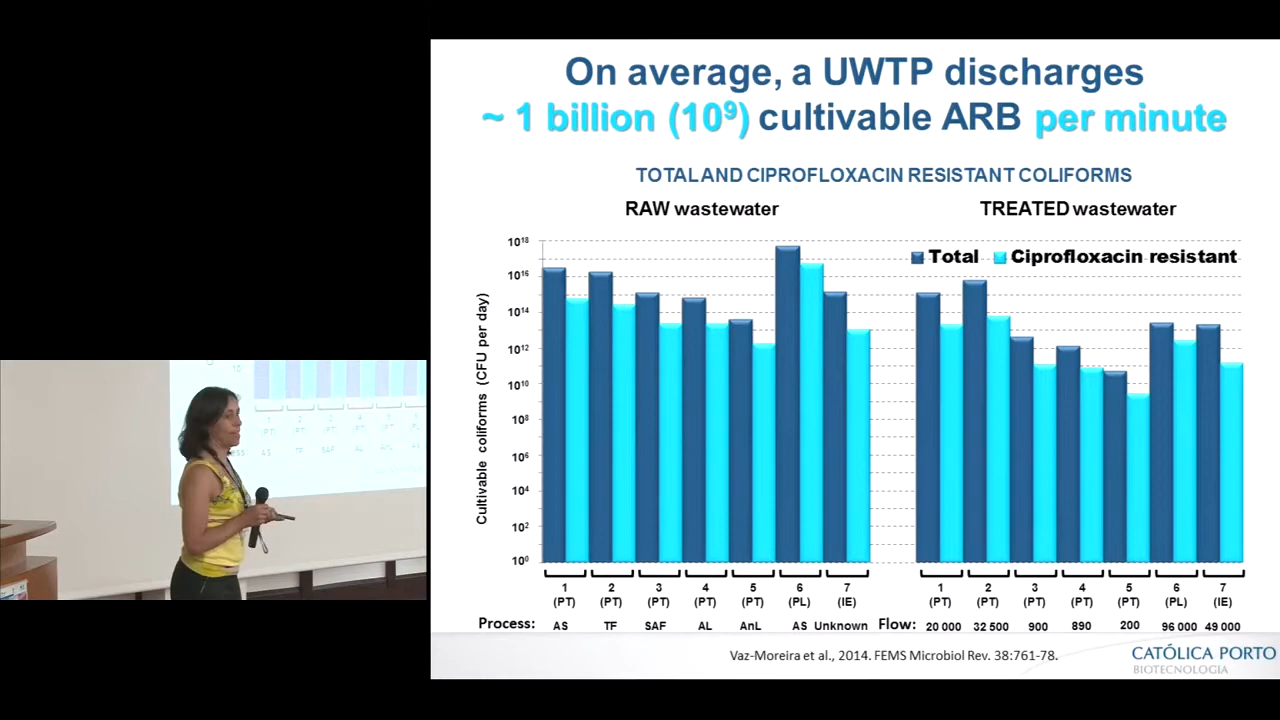 On average, a UWTP discharges
~ 1 billion (10⁹) cultivable ARB per minute
TOTAL AND CIPROFLOXACIN RESISTANT COLIFORMS
RAW wastewater
TREATED wastewater
Total
Ciprofloxacin resistant
Cultivable coliforms (CFU per day)
10¹⁸
10¹⁶
10¹⁴
10¹²
10¹⁰
10⁸
10⁶
10⁴
10²
10⁰
1 2 3 4 5 6 7
(PT) (PT) (PT) (PT) (PT) (PL) (IE)
Process: AS TF SAF AL AnL AS Unknown
1 2 3 4 5 6 7
(PT) (PT) (PT) (PT) (PT) (PL) (IE)
Flow: 20 000 32 500 900 890 200 96 000 49 000
Vaz-Moreira et al., 2014. FEMS Microbiol Rev. 38:761-78.
CATÓLICA PORTO
BIOTECNOLOGIA